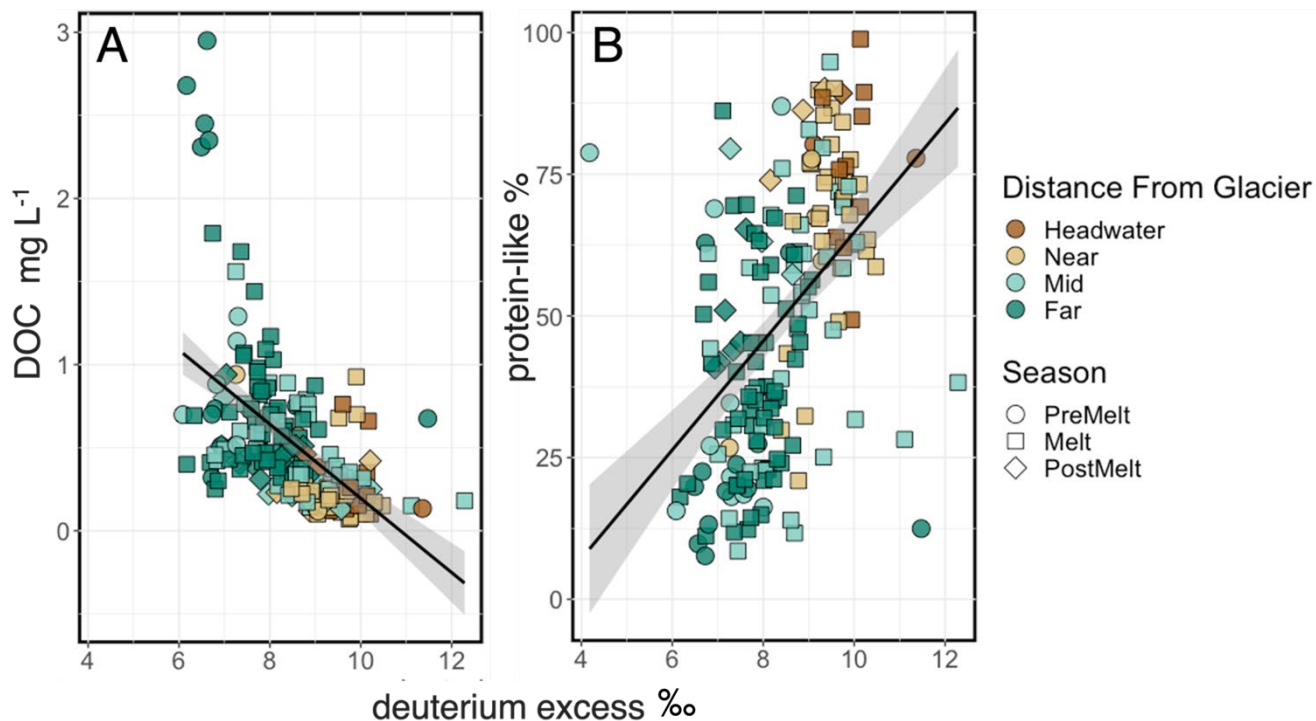 A
B
DOC mg L-1
3
2
1
0
4 6 8 10 12
protein-like %
100
75
50
25
0
4 6 8 10 12
deuterium excess ‰
Distance From Glacier
Headwater
Near
Mid
Far
Season
PreMelt
Melt
PostMelt